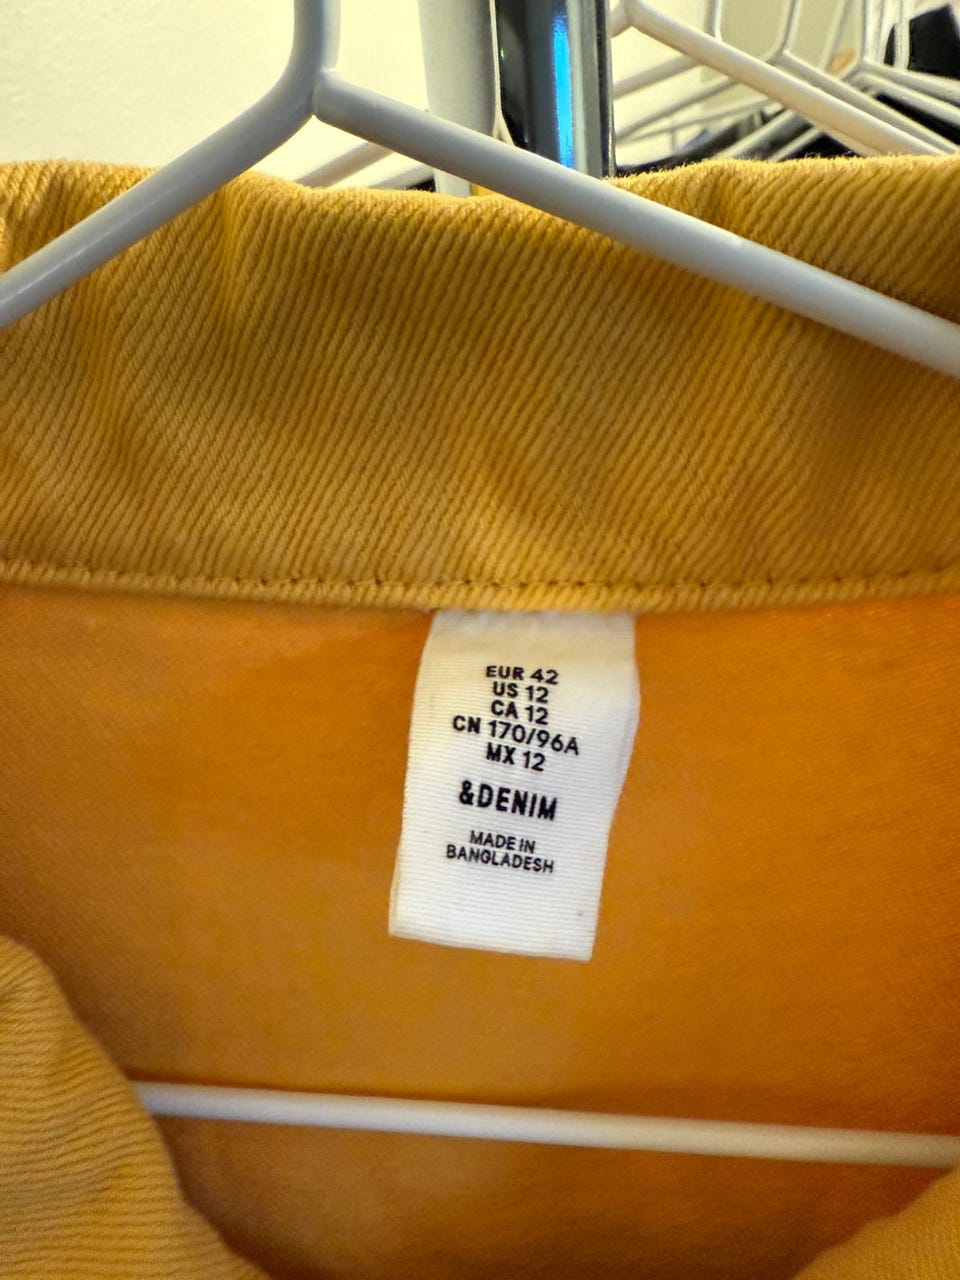 EUR 42
US 12
CA 12
CN 170/96A
MX 12
&DENIM
MADE IN
BANGLADESH